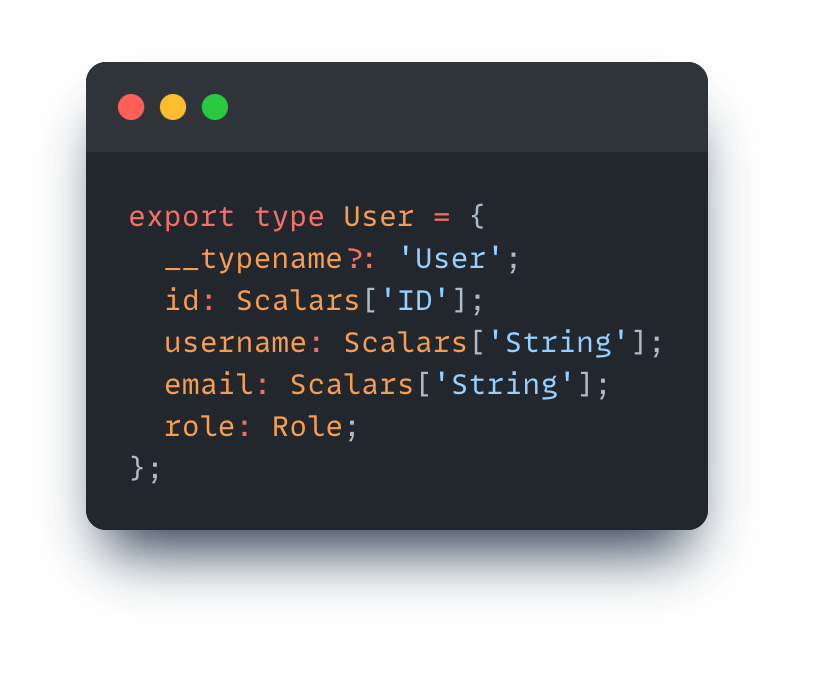 export type User = {
  __typename?: 'User';
  id: Scalars['ID'];
  username: Scalars['String'];
  email: Scalars['String'];
  role: Role;
};